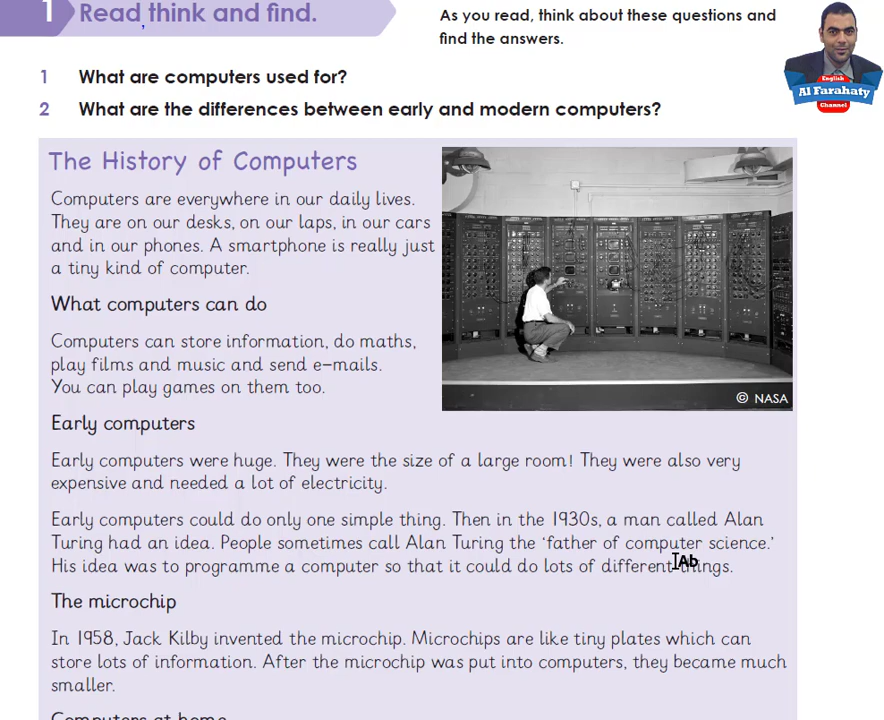 1 Read, think and find.
As you read, think about these questions and
find the answers.
English
Al Farahaty
Channel
1 What are computers used for?
2 What are the differences between early and modern computers?
The History of Computers
Computers are everywhere in our daily lives.
They are on our desks, on our laps, in our cars
and in our phones. A smartphone is really just
a tiny kind of computer.
What computers can do
Computers can store information, do maths,
play films and music and send e-mails.
You can play games on them too.
© NASA
Early computers
Early computers were huge. They were the size of a large room! They were also very
expensive and needed a lot of electricity.
Early computers could do only one simple thing. Then in the 1930s, a man called Alan
Turing had an idea. People sometimes call Alan Turing the 'father of computer science.'
His idea was to programme a computer so that it could do lots of different things.
Ab
The microchip
In 1958, Jack Kilby invented the microchip. Microchips are like tiny plates which can
store lots of information. After the microchip was put into computers, they became much
smaller.
Computers at home